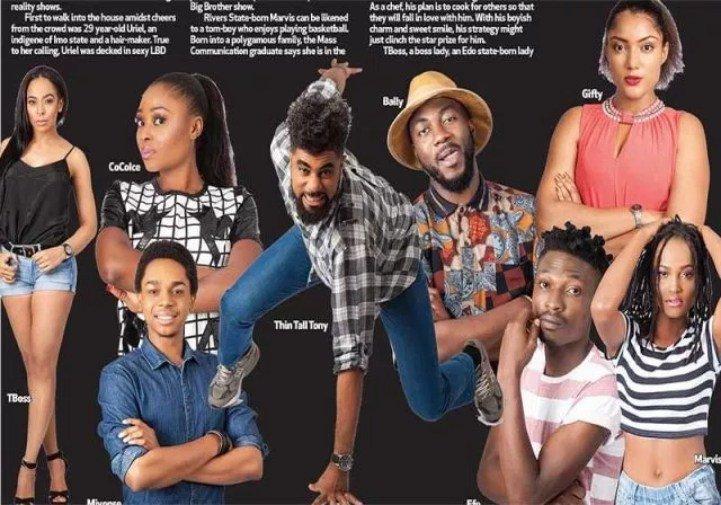 reality shows.
First to walk into the house amidst cheers
from the crowd was 29 year-old Uriel, an
indigene of Imo state and a hair-maker. True
to her calling, Uriel was decked in sexy LBD
Big Brother show.
Rivers State-born Marvis can be likened
to a tom-boy who enjoys playing basketball.
Born into a polygamous family, the Mass
Communication graduate says she is in the
As a chef, his plan is to cook for others so that
they will fall in love with him. With his boyish
charm and sweet smile, his strategy might
just clinch the star prize for him.
TBoss, a boss lady, an Edo state-born lady
Gifty
Bally
CoColce
Thin Tall Tony
TBoss
Marvis
Miyonse
Efe